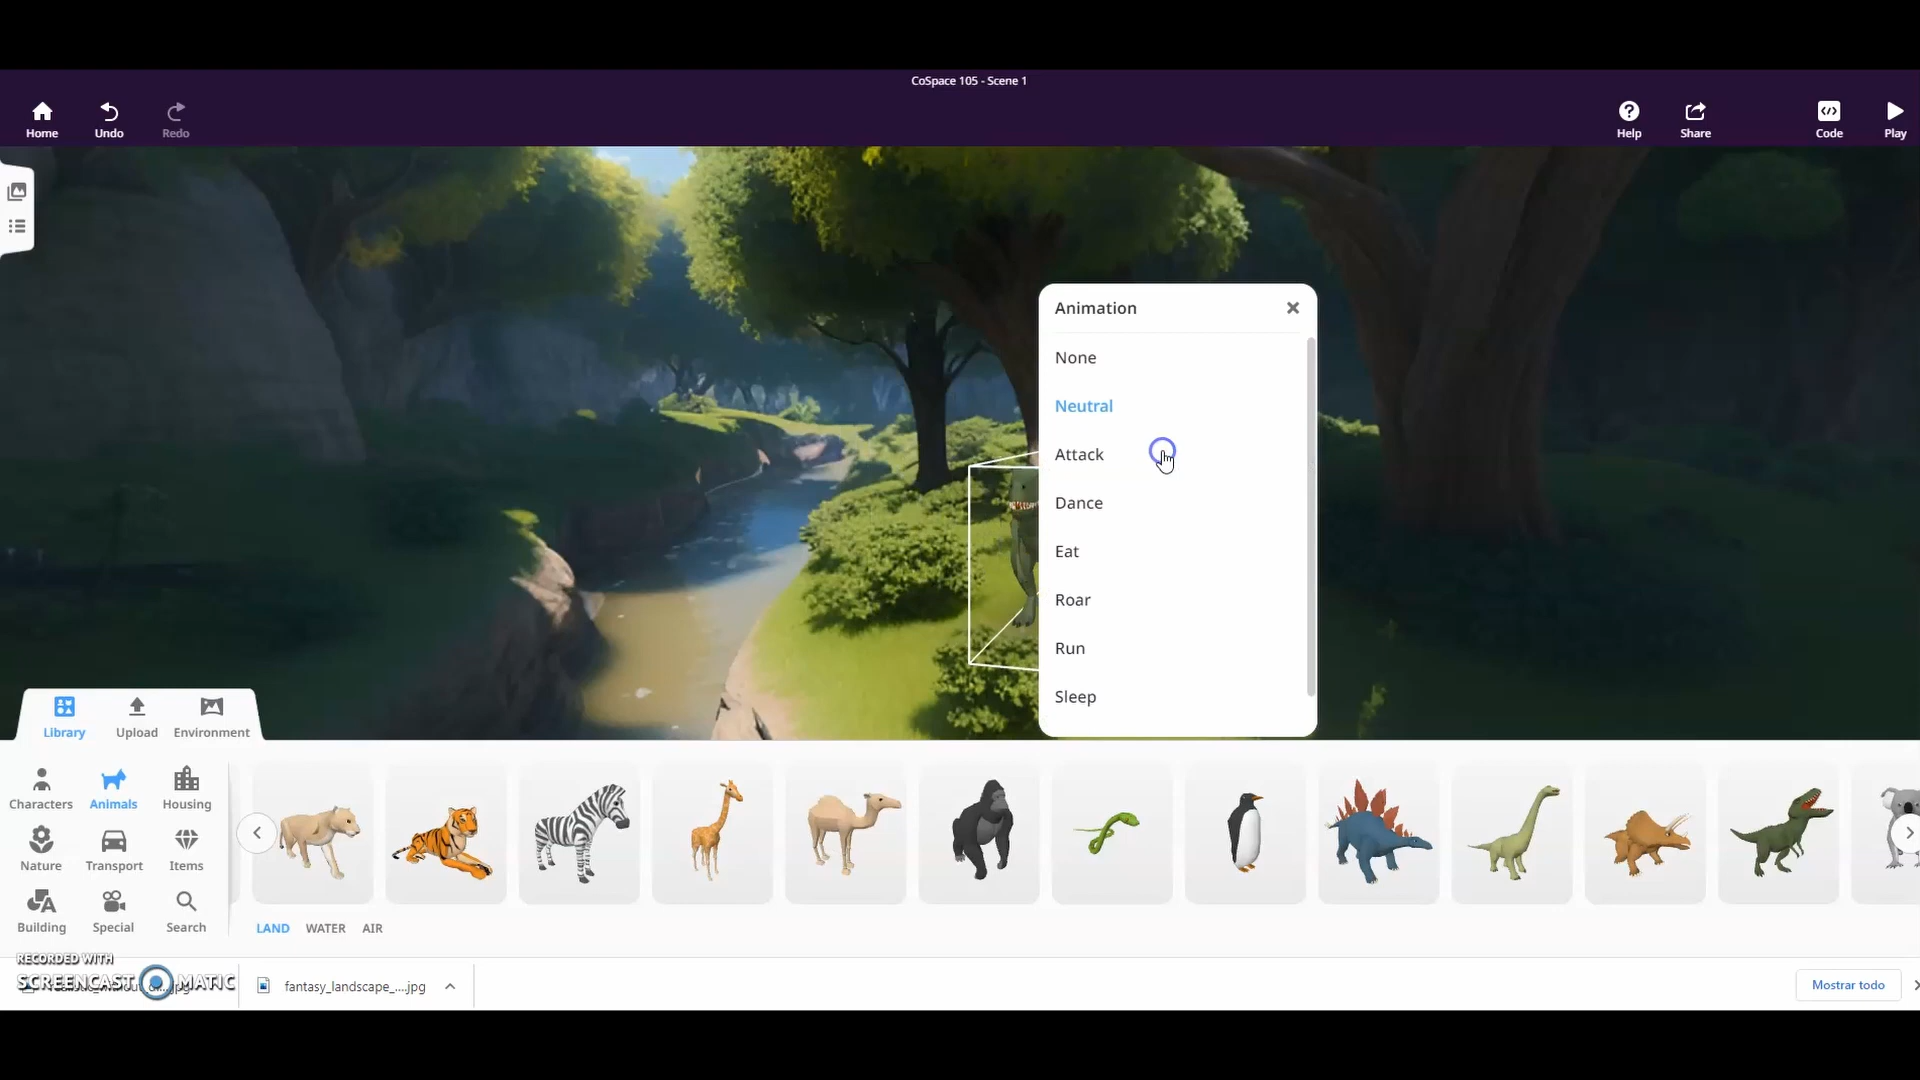 CoSpace 105 - Scene 1
Home
Undo
Redo
Help
Share
Code
Play
Animation
None
Neutral
Attack
Dance
Eat
Roar
Run
Sleep
Library
Upload
Environment
Characters
Animals
Housing
Nature
Transport
Items
Building
Special
Search
LAND WATER AIR
RECORDED WITH
SCREENCAST MATIC
fantasy_landscape_....jpg
Mostrar todo